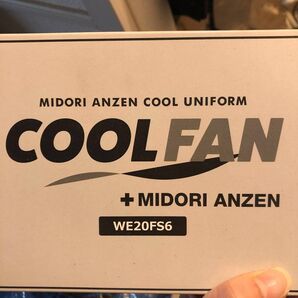 MIDORI ANZEN COOL UNIFORM
COOLFAN
+MIDORI ANZEN
WE20FS6